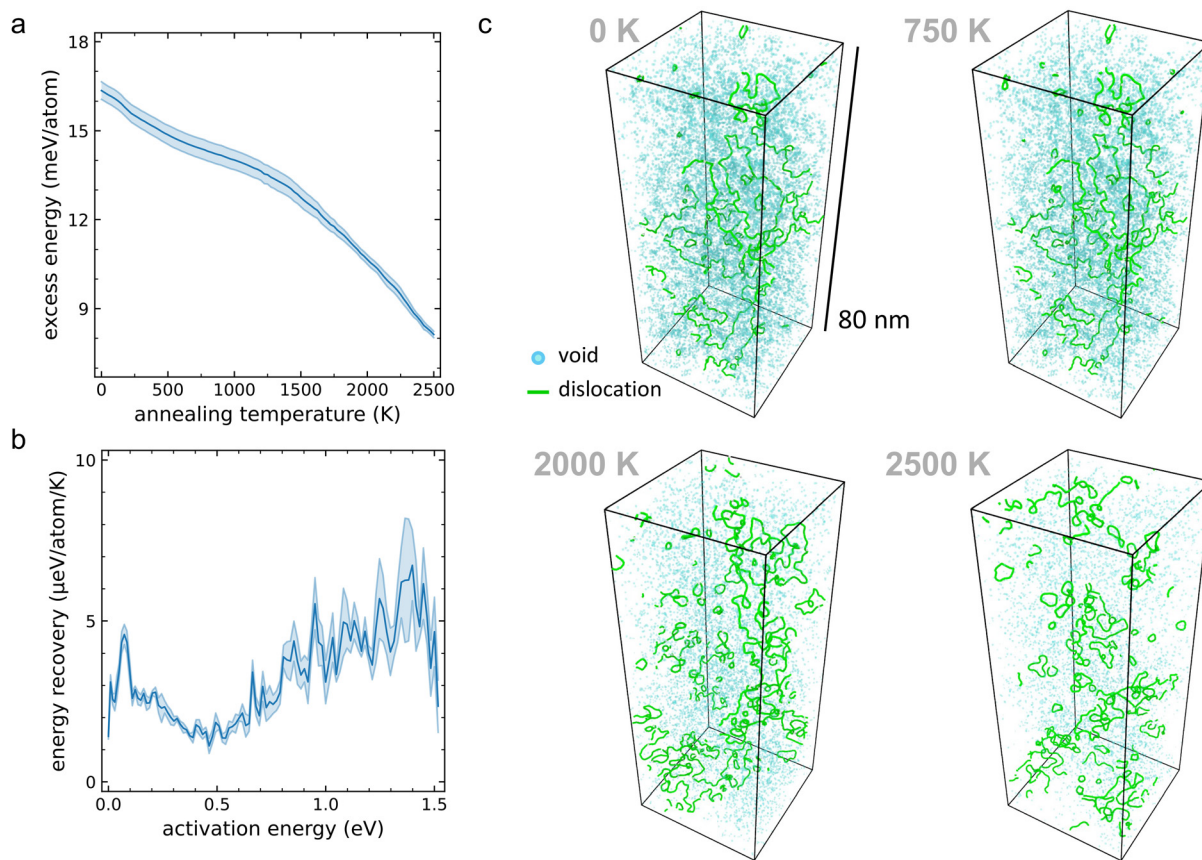 a
18
15
12
9
0
500
1000
1500
2000
2500
excess energy (meV/atom)
annealing temperature (K)
b
10
5
0
0.0
0.5
1.0
1.5
energy recovery (μeV/atom/K)
activation energy (eV)
c
0 K
750 K
80 nm
void
dislocation
2000 K
2500 K